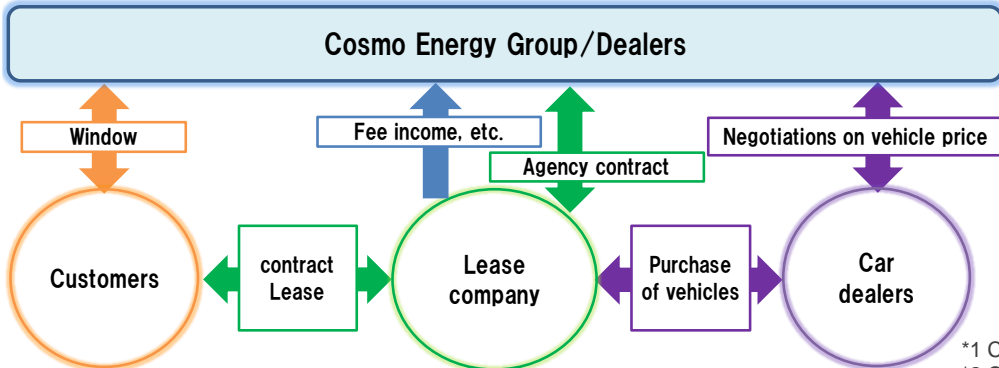 Cosmo Energy Group/Dealers
Window
Fee income, etc.
Agency contract
Negotiations on vehicle price
Customers
contract
Lease
Lease
company
Purchase
of vehicles
Car
dealers
*1 C